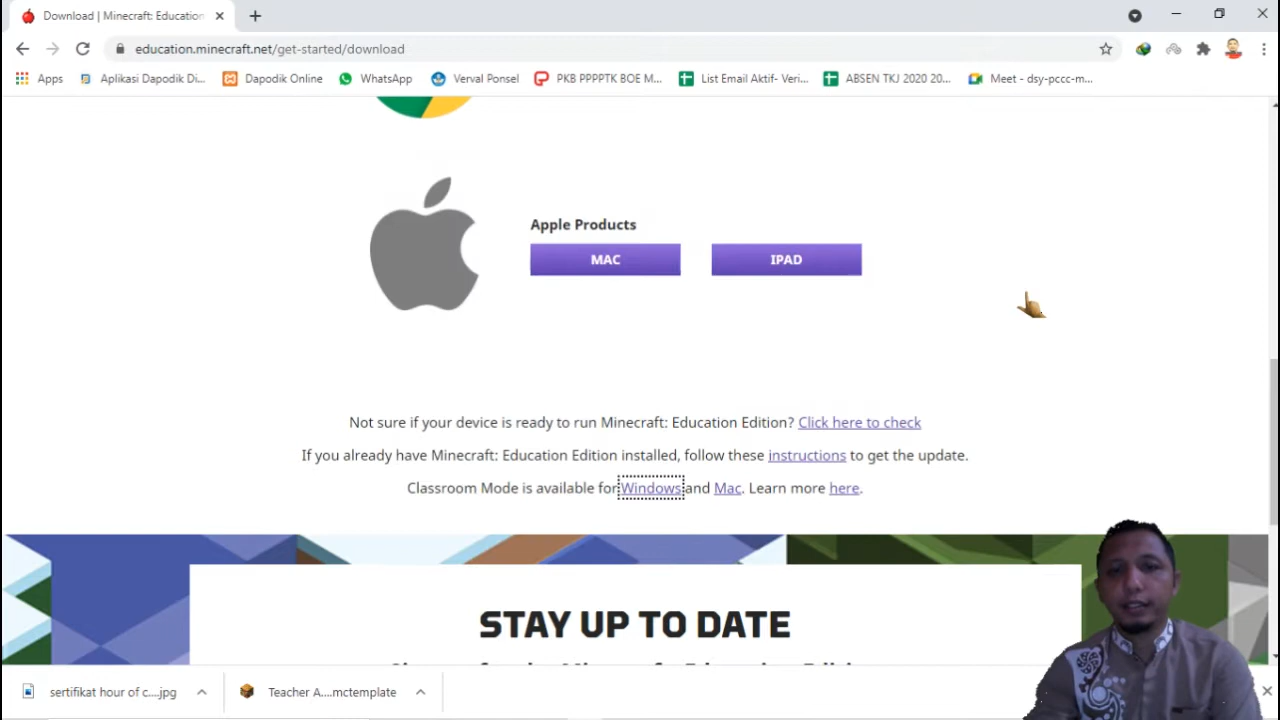 Download | Minecraft: Education
education.minecraft.net/get-started/download
Apps
Aplikasi Dapodik Di...
Dapodik Online
WhatsApp
Verval Ponsel
PKB PPPPTK BOE M...
List Email Aktif- Veri...
ABSEN TKJ 2020 20...
Meet - dsy-pccc-m...
Apple Products
MAC
IPAD
Not sure if your device is ready to run Minecraft: Education Edition? Click here to check
If you already have Minecraft: Education Edition installed, follow these instructions to get the update.
Classroom Mode is available for Windows and Mac. Learn more here.
STAY UP TO DATE
sertifikat hour of c....jpg
Teacher A....mctemplate